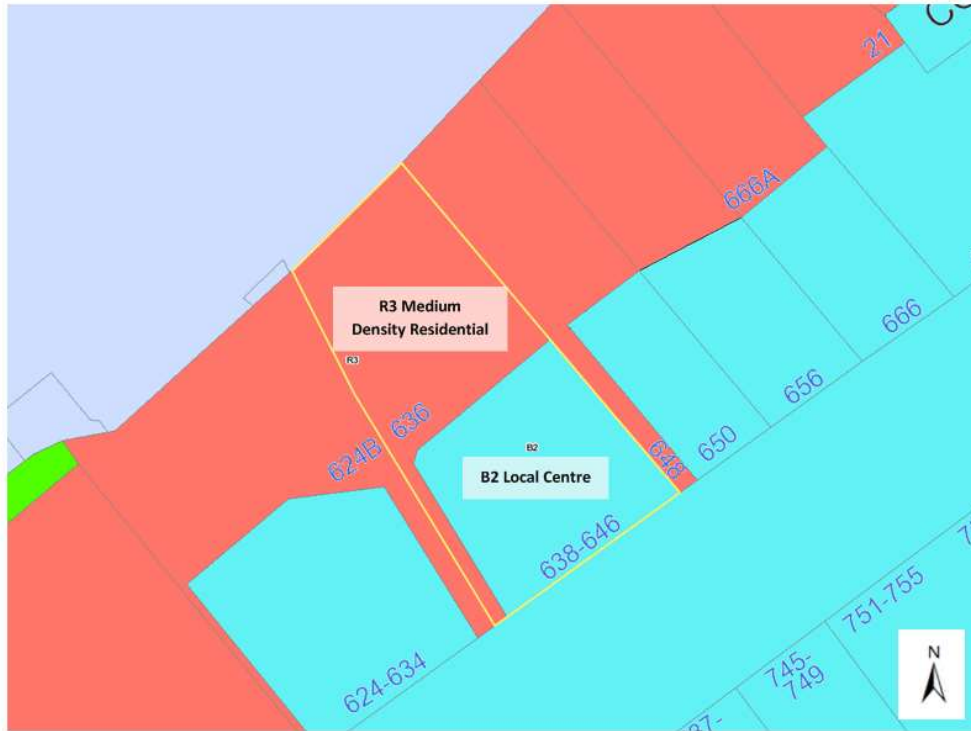 21
666A
R3 Medium
Density Residential
R3
666
656
636
624B
B2
650
648
B2 Local Centre
638-646
751-755
624-634
745-
749
N